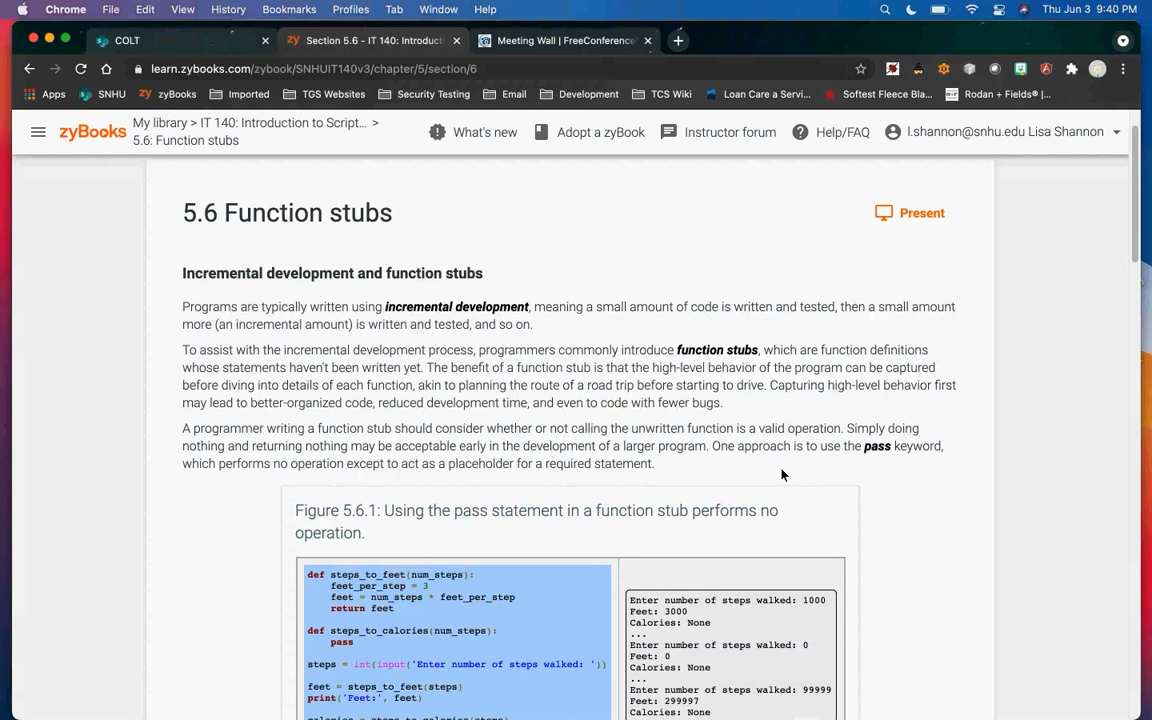 Chrome File Edit View History Bookmarks Profiles Tab Window Help Thu Jun 3 9:40 PM
COLT
zy Section 5.6 - IT 140: Introduct
Meeting Wall | FreeConference
learn.zybooks.com/zybook/SNHUIT140v3/chapter/5/section/6
Apps SNHU zy zyBooks Imported TGS Websites Security Testing Email Development TCS Wiki Loan Care a Servi... Softest Fleece Bla... Rodan + Fields® |...
zyBooks
My library > IT 140: Introduction to Script... >
5.6: Function stubs
What's new Adopt a zyBook Instructor forum Help/FAQ l.shannon@snhu.edu Lisa Shannon
5.6 Function stubs
Present
Incremental development and function stubs
Programs are typically written using incremental development, meaning a small amount of code is written and tested, then a small amount
more (an incremental amount) is written and tested, and so on.
To assist with the incremental development process, programmers commonly introduce function stubs, which are function definitions
whose statements haven't been written yet. The benefit of a function stub is that the high-level behavior of the program can be captured
before diving into details of each function, akin to planning the route of a road trip before starting to drive. Capturing high-level behavior first
may lead to better-organized code, reduced development time, and even to code with fewer bugs.
A programmer writing a function stub should consider whether or not calling the unwritten function is a valid operation. Simply doing
nothing and returning nothing may be acceptable early in the development of a larger program. One approach is to use the pass keyword,
which performs no operation except to act as a placeholder for a required statement.
Figure 5.6.1: Using the pass statement in a function stub performs no
operation.
def steps_to_feet(num_steps):
feet_per_step = 3
feet = num_steps * feet_per_step
return feet
def steps_to_calories(num_steps):
pass
steps = int(input('Enter number of steps walked: '))
feet = steps_to_feet(steps)
print('Feet:', feet)
calories = steps_to_calories(steps)
Enter number of steps walked: 1000
Feet: 3000
Calories: None
...
Enter number of steps walked: 0
Feet: 0
Calories: None
...
Enter number of steps walked: 99999
Feet: 299997
Calories: None